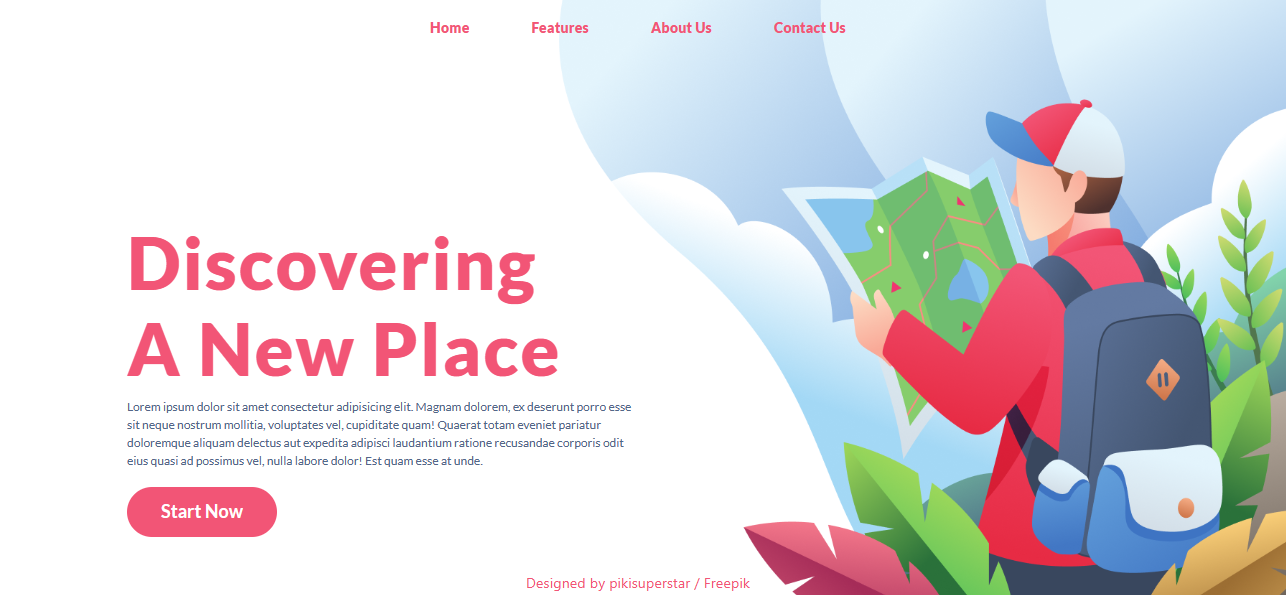 Home Features About Us Contact Us
Discovering
A New Place
Lorem ipsum dolor sit amet consectetur adipisicing elit. Magnam dolorem, ex deserunt porro esse
sit neque nostrum mollitia, voluptates vel, cupiditate quam! Quaerat totam eveniet pariatur
doloremque aliquam delectus aut expedita adipisci laudantium ratione recusandae corporis odit
eius quasi ad possimus vel, nulla labore dolor! Est quam esse at unde.
Start Now
Designed by pikisuperstar / Freepik